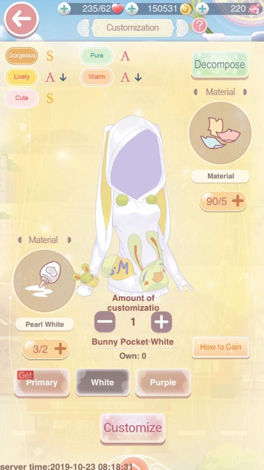 235/62
150531
220
Customization
?
Gorgeous S
Pure A
Lively A
Warm A
Cute S
Decompose
Material
Material
90/5
Material
Pearl White
3/2
SM
Amount of
customizatio
1
Bunny Pocket·White
Own: 0
How to Gain
Get
Primary
White
Purple
Customize
server time:2019-10-23 08:18:31